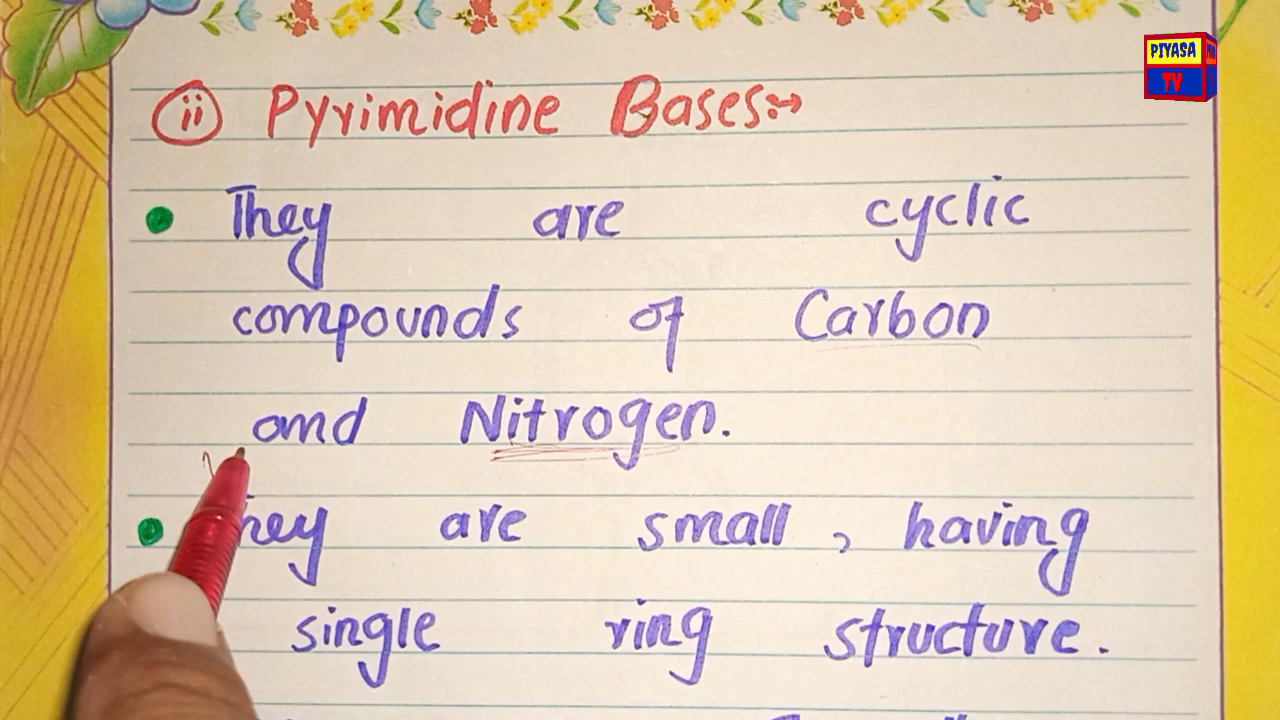 PIYASA
TV
ii Pyrimidine Bases:→
They are cyclic
compounds of Carbon
and Nitrogen.
hey are small, having
single ring structure.